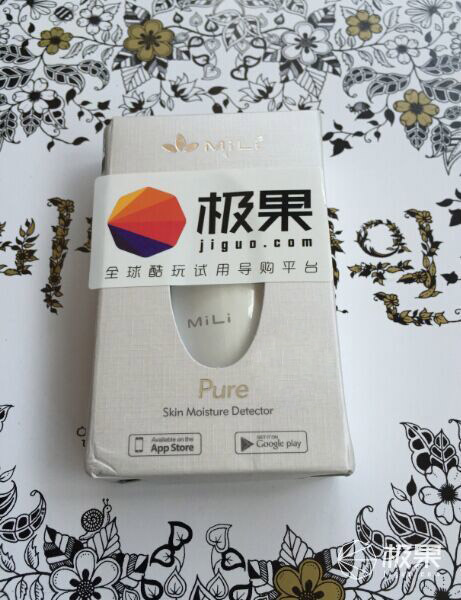 MiLi
极果
jiguo.com
全球酷玩试用导购平台
MiLi
Pure
Skin Moisture Detector
Available on the
App Store
GET IT ON
Google play
极果